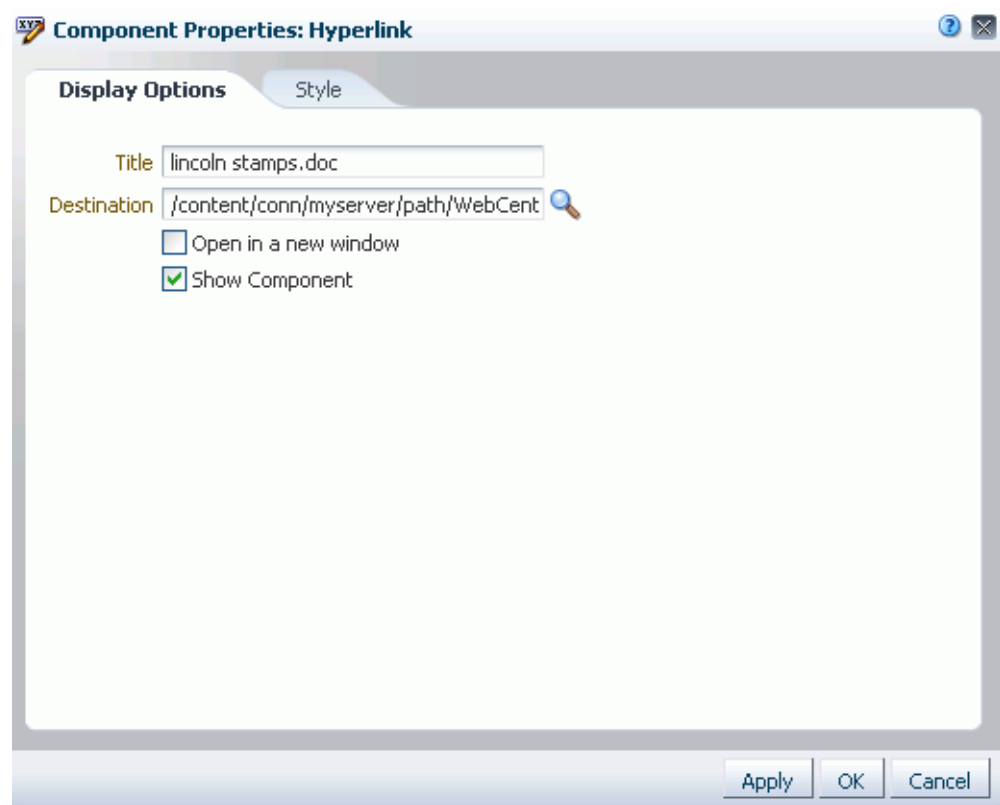 Component Properties: Hyperlink
Display Options Style
Title lincoln stamps.doc
Destination /content/conn/myserver/path/WebCent
Open in a new window
Show Component
Apply OK Cancel